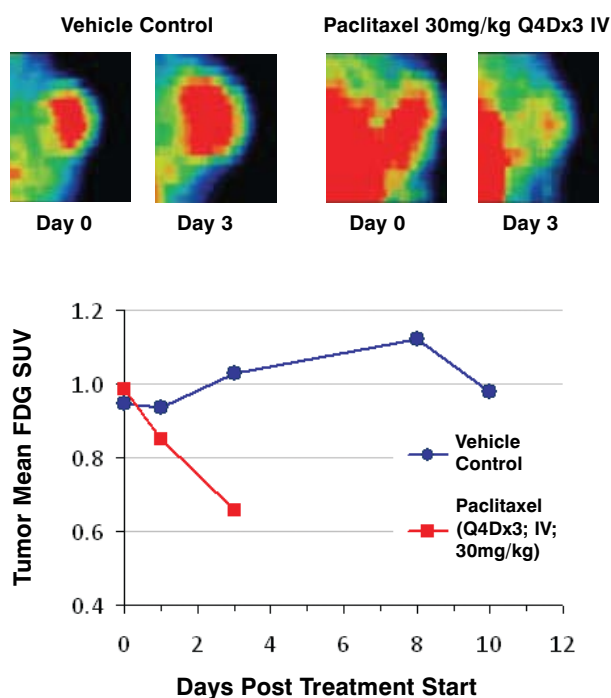 Vehicle Control
Paclitaxel 30mg/kg Q4Dx3 IV
Day 0
Day 3
Day 0
Day 3
Tumor Mean FDG SUV
1.2
1.0
0.8
0.6
0.4
Vehicle
Control
Paclitaxel
(Q4Dx3; IV;
30mg/kg)
0
2
4
6
8
10
12
Days Post Treatment Start